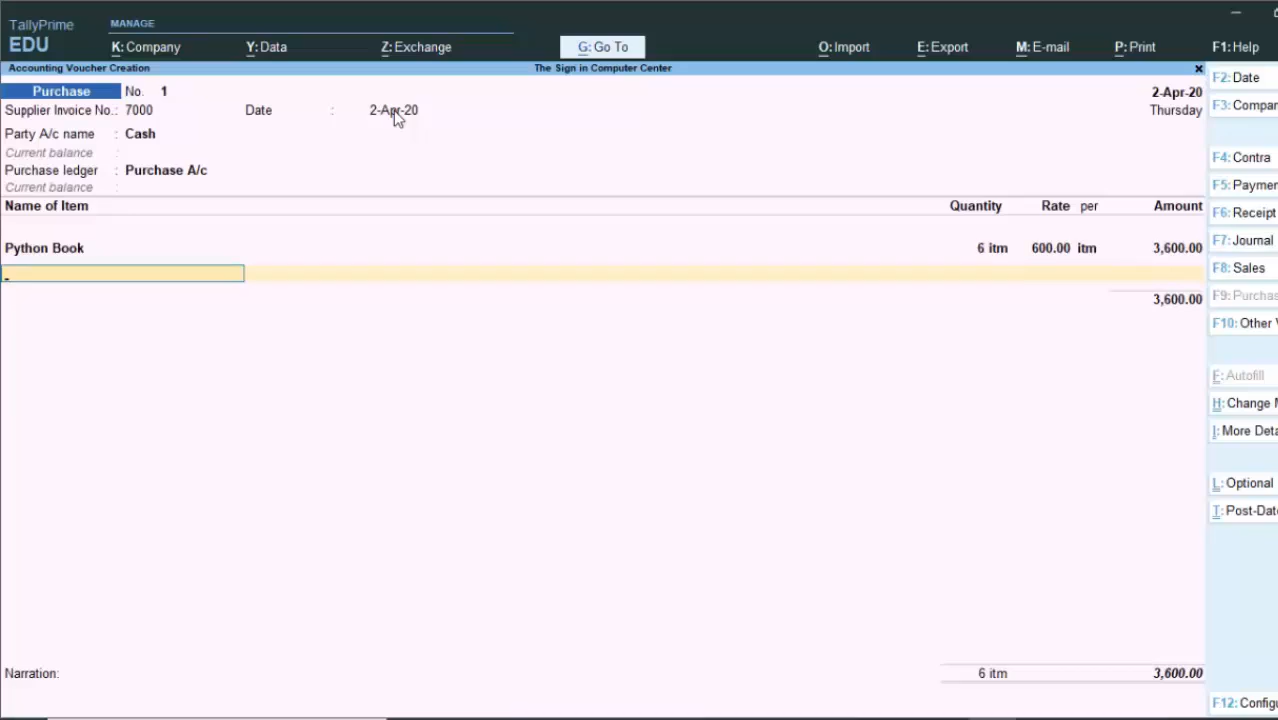 TallyPrime
MANAGE
EDU
K: Company
Y: Data
Z: Exchange
G: Go To
O: Import
E: Export
M: E-mail
P: Print
F1: Help
Accounting Voucher Creation
The Sign in Computer Center
Purchase No. 1
2-Apr-20
Supplier Invoice No.: 7000 Date : 2-Apr-20
Thursday
Party A/c name : Cash
Current balance :
Purchase ledger : Purchase A/c
Current balance :
Name of Item Quantity Rate per Amount
Python Book 6 itm 600.00 itm 3,600.00
3,600.00
Narration: 6 itm 3,600.00
F2: Date
F3: Compar
F4: Contra
F5: Paymer
F6: Receipt
F7: Journal
F8: Sales
F9: Purchas
F10: Other
F: Autofill
H: Change
I: More Deta
L: Optional
T: Post-Dat
F12: Config